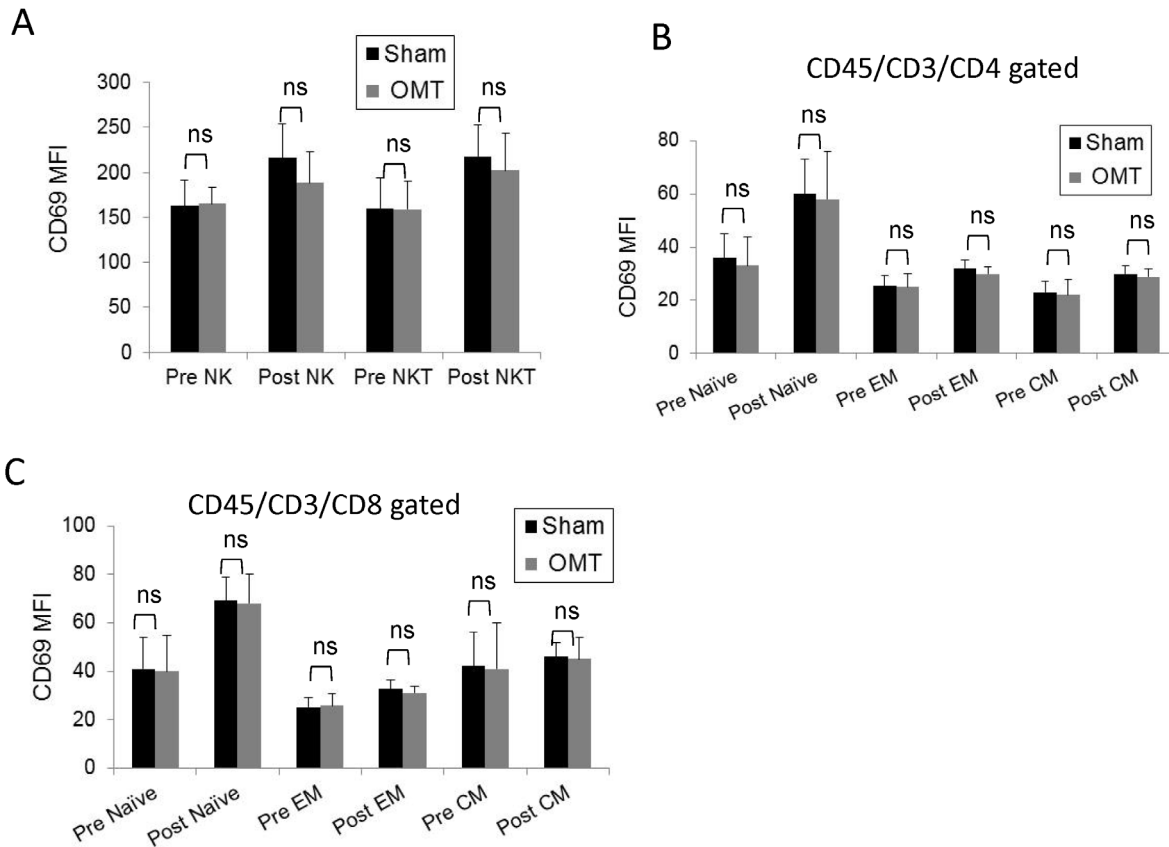 A
Sham
OMT
CD69 MFI
300
250
200
150
100
50
0
ns
ns
ns
ns
Pre NK
Post NK
Pre NKT
Post NKT
B
CD45/CD3/CD4 gated
Sham
OMT
CD69 MFI
80
60
40
20
0
ns
ns
ns
ns
ns
ns
Pre Naïve
Post Naïve
Pre EM
Post EM
Pre CM
Post CM
C
CD45/CD3/CD8 gated
Sham
OMT
CD69 MFI
100
80
60
40
20
0
ns
ns
ns
ns
ns
ns
Pre Naïve
Post Naïve
Pre EM
Post EM
Pre CM
Post CM